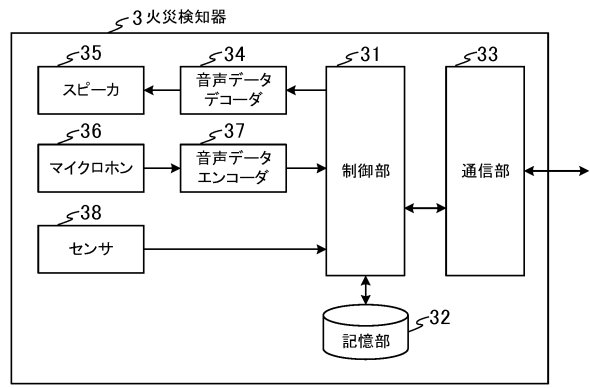 3 火災検知器
35
スピーカ
34
音声データ
デコーダ
31
制御部
33
通信部
36
マイクロホン
37
音声データ
エンコーダ
38
センサ
32
記憶部